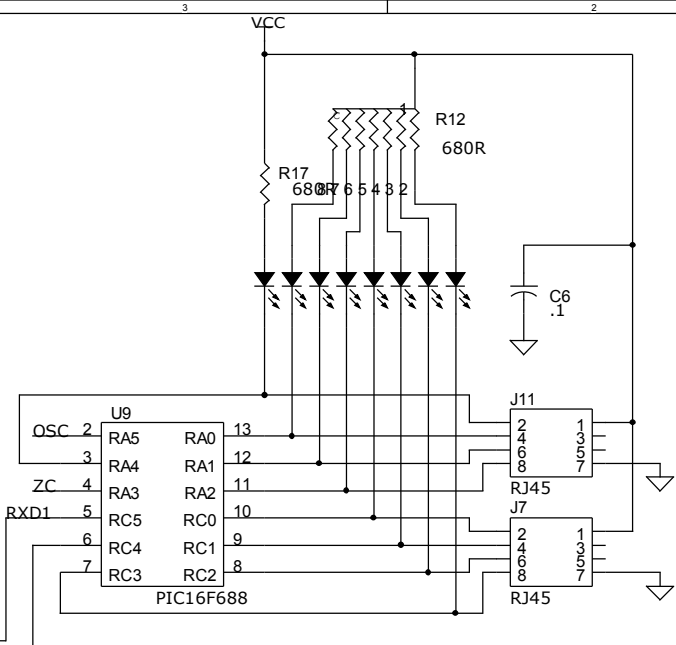 3 2
VCC
C 1 R12
680R
R17
680R 8 7 6 5 4 3 2
C6
.1
U9 J11
OSC 2 RA5 RA0 13 2 1
3 RA4 RA1 12 4 3
6 5
ZC 4 RA3 RA2 11 8 7
RJ45
RXD1 5 RC5 RC0 10 J7
6 RC4 RC1 9 2 1
4 3
7 RC3 RC2 8 6 5
8 7
PIC16F688 RJ45